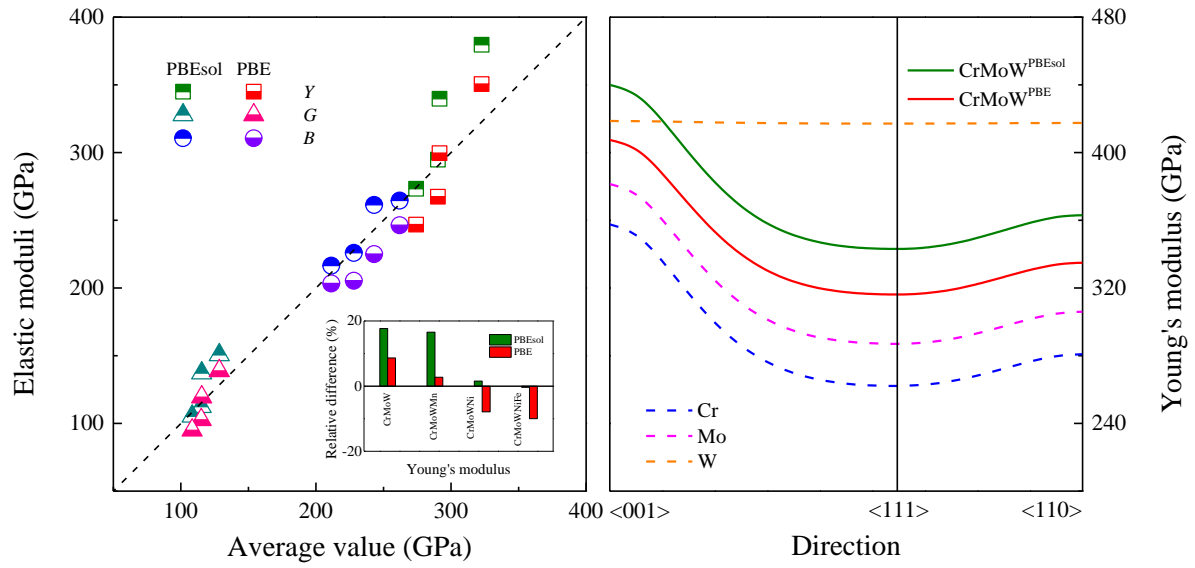 400
300
200
100
Elastic moduli (GPa)
PBEsol PBE
Y
G
B
20
0
-20
Relative difference (%)
PBEsol
PBE
CrMoW
CrMoWMn
CrMoWNi
CrMoWNiFe
Young's modulus
100 200 300 400
Average value (GPa)
CrMoW^PBEsol
CrMoW^PBE
Cr
Mo
W
<001> <111> <110>
Direction
480
400
320
240
Young's modulus (GPa)